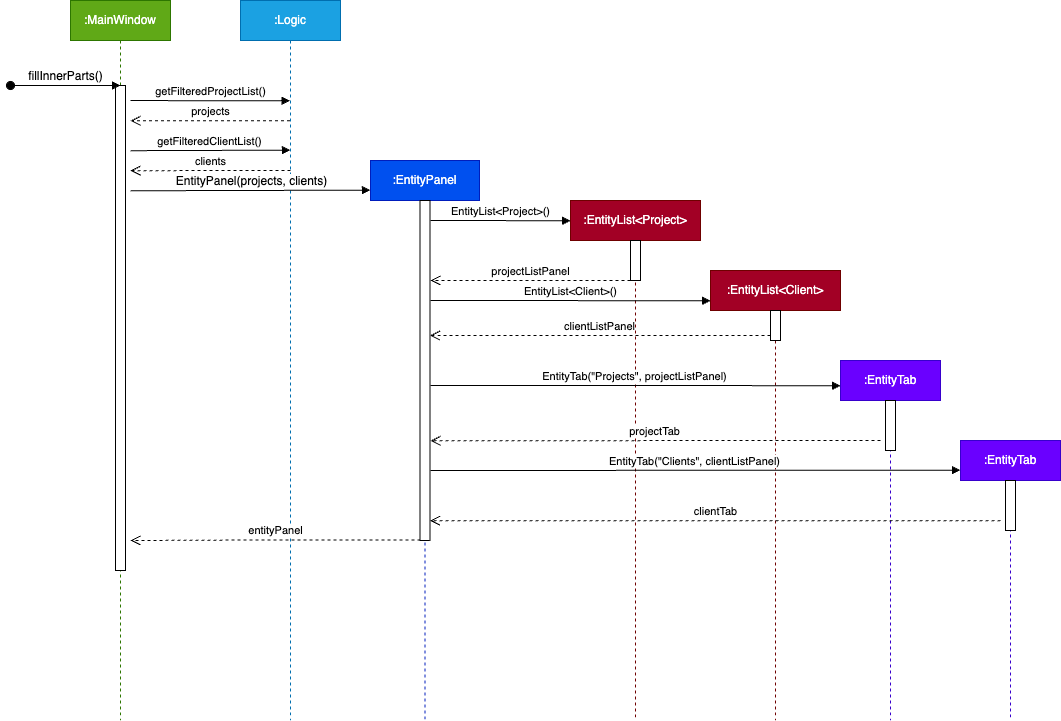 :MainWindow
:Logic
fillInnerParts()
getFilteredProjectList()
projects
getFilteredClientList()
clients
EntityPanel(projects, clients)
:EntityPanel
EntityList<Project>()
:EntityList<Project>
projectListPanel
EntityList<Client>()
:EntityList<Client>
clientListPanel
EntityTab("Projects", projectListPanel)
:EntityTab
projectTab
EntityTab("Clients", clientListPanel)
:EntityTab
clientTab
entityPanel